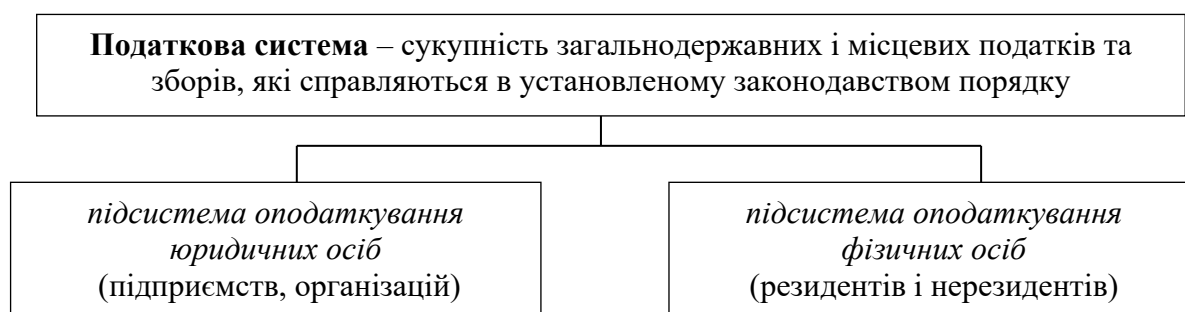 Податкова система – сукупність загальнодержавних і місцевих податків та
зборів, які справляються в установленому законодавством порядку
підсистема оподаткування
юридичних осіб
(підприємств, організацій)
підсистема оподаткування
фізичних осіб
(резидентів і нерезидентів)